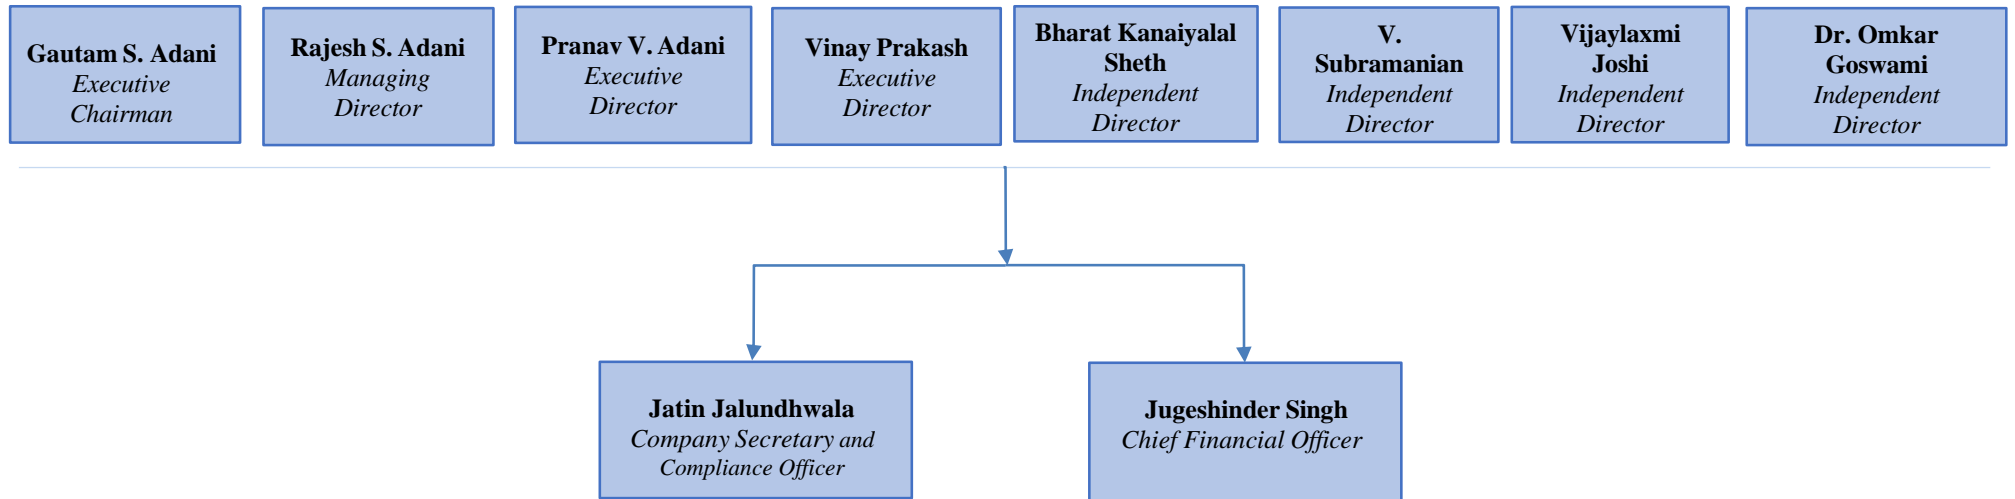 Gautam S. Adani
Executive
Chairman
Rajesh S. Adani
Managing
Director
Pranav V. Adani
Executive
Director
Vinay Prakash
Executive
Director
Bharat Kanaiyalal
Sheth
Independent
Director
V.
Subramanian
Independent
Director
Vijaylaxmi
Joshi
Independent
Director
Dr. Omkar
Goswami
Independent
Director
Jatin Jalundhwala
Company Secretary and
Compliance Officer
Jugeshinder Singh
Chief Financial Officer